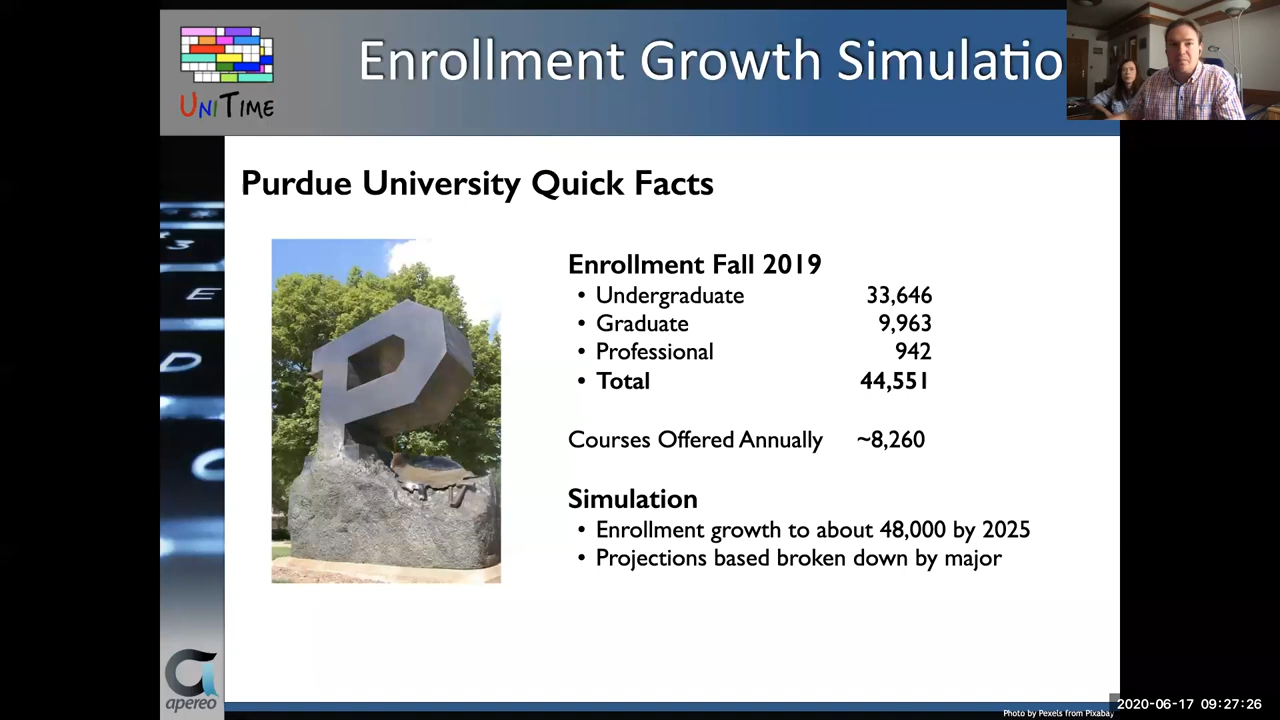 Enrollment Growth Simulatio
UNITIME
Purdue University Quick Facts
Enrollment Fall 2019
• Undergraduate 33,646
• Graduate 9,963
• Professional 942
• Total 44,551
Courses Offered Annually ~8,260
Simulation
• Enrollment growth to about 48,000 by 2025
• Projections based broken down by major
3
E
D
C
apereo
Photo by Pexels from Pixabay
2020-06-17 09:27:26